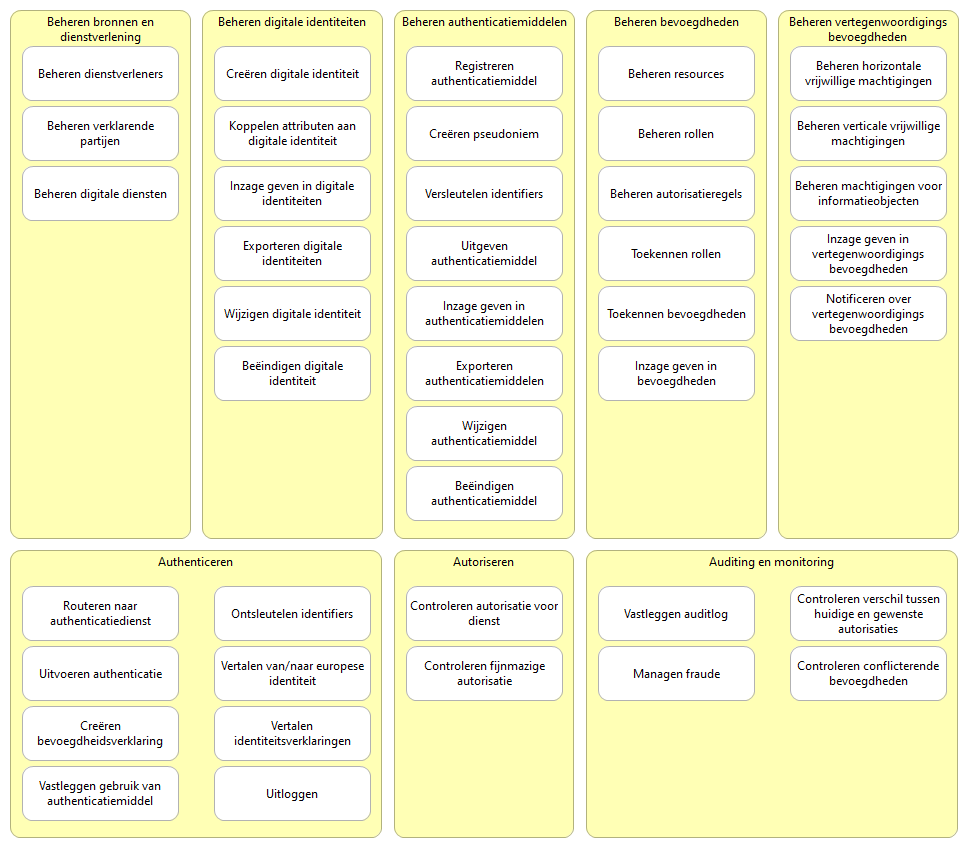 Beheren bronnen en
dienstverlening
Beheren dienstverleners
Beheren verklarende
partijen
Beheren digitale diensten
Beheren digitale identiteiten
Creëren digitale identiteit
Koppelen attributen aan
digitale identiteit
Inzage geven in digitale
identiteiten
Exporteren digitale
identiteiten
Wijzigen digitale identiteit
Beëindigen digitale
identiteit
Beheren authenticatiemiddelen
Registreren
authenticatiemiddel
Creëren pseudoniem
Versleutelen identifiers
Uitgeven
authenticatiemiddel
Inzage geven in
authenticatiemiddelen
Exporteren
authenticatiemiddelen
Wijzigen
authenticatiemiddel
Beëindigen
authenticatiemiddel
Beheren bevoegdheden
Beheren resources
Beheren rollen
Beheren autorisatieregels
Toekennen rollen
Toekennen bevoegdheden
Inzage geven in
bevoegdheden
Beheren vertegenwoordigings
bevoegdheden
Beheren horizontale
vrijwillige machtigingen
Beheren verticale vrijwillige
machtigingen
Beheren machtigingen voor
informatieobjecten
Inzage geven in
vertegenwoordigings
bevoegdheden
Notificeren over
vertegenwoordigings
bevoegdheden
Authenticeren
Routeren naar
authenticatiedienst
Uitvoeren authenticatie
Creëren
bevoegdheidsverklaring
Vastleggen gebruik van
authenticatiemiddel
Ontsleutelen identifiers
Vertalen van/naar europese
identiteit
Vertalen
identiteitsverklaringen
Uitloggen
Autoriseren
Controleren autorisatie voor
dienst
Controleren fijnmazige
autorisatie
Auditing en monitoring
Vastleggen auditlog
Managen fraude
Controleren verschil tussen
huidige en gewenste
autorisaties
Controleren conflicterende
bevoegdheden